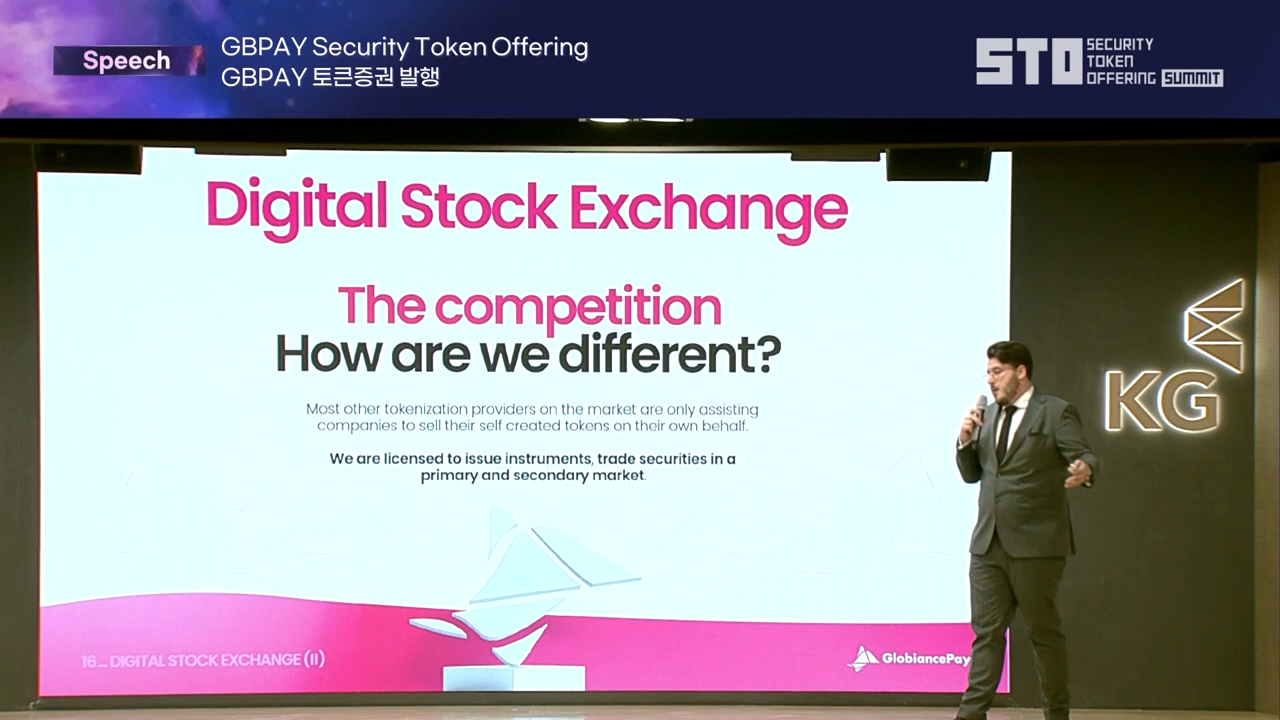 Speech
GBPAY Security Token Offering
GBPAY 토큰증권 발행
STO SECURITY
TOKEN
OFFERING SUMMIT
Digital Stock Exchange
The competition
How are we different?
Most other tokenization providers on the market are only assisting
companies to sell their self created tokens on their own behalf.
We are licensed to issue instruments, trade securities in a
primary and secondary market.
KG
16_ DIGITAL STOCK EXCHANGE (II)
GlobiancePay